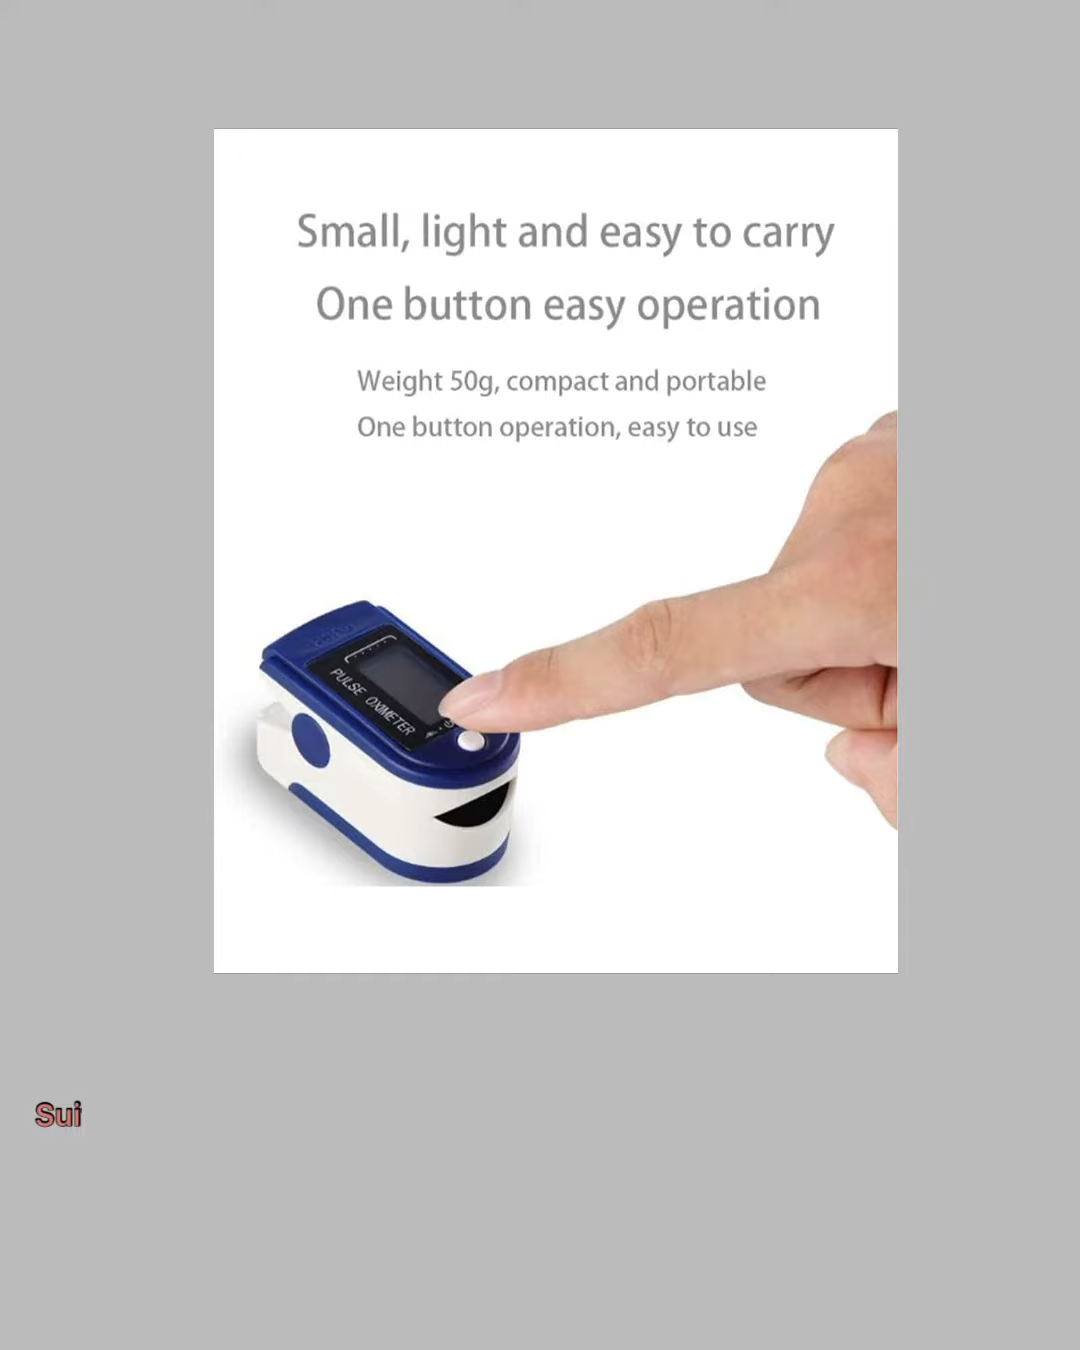 Small, light and easy to carry
One button easy operation
Weight 50g, compact and portable
One button operation, easy to use
PULSE OXIMETER
Sui